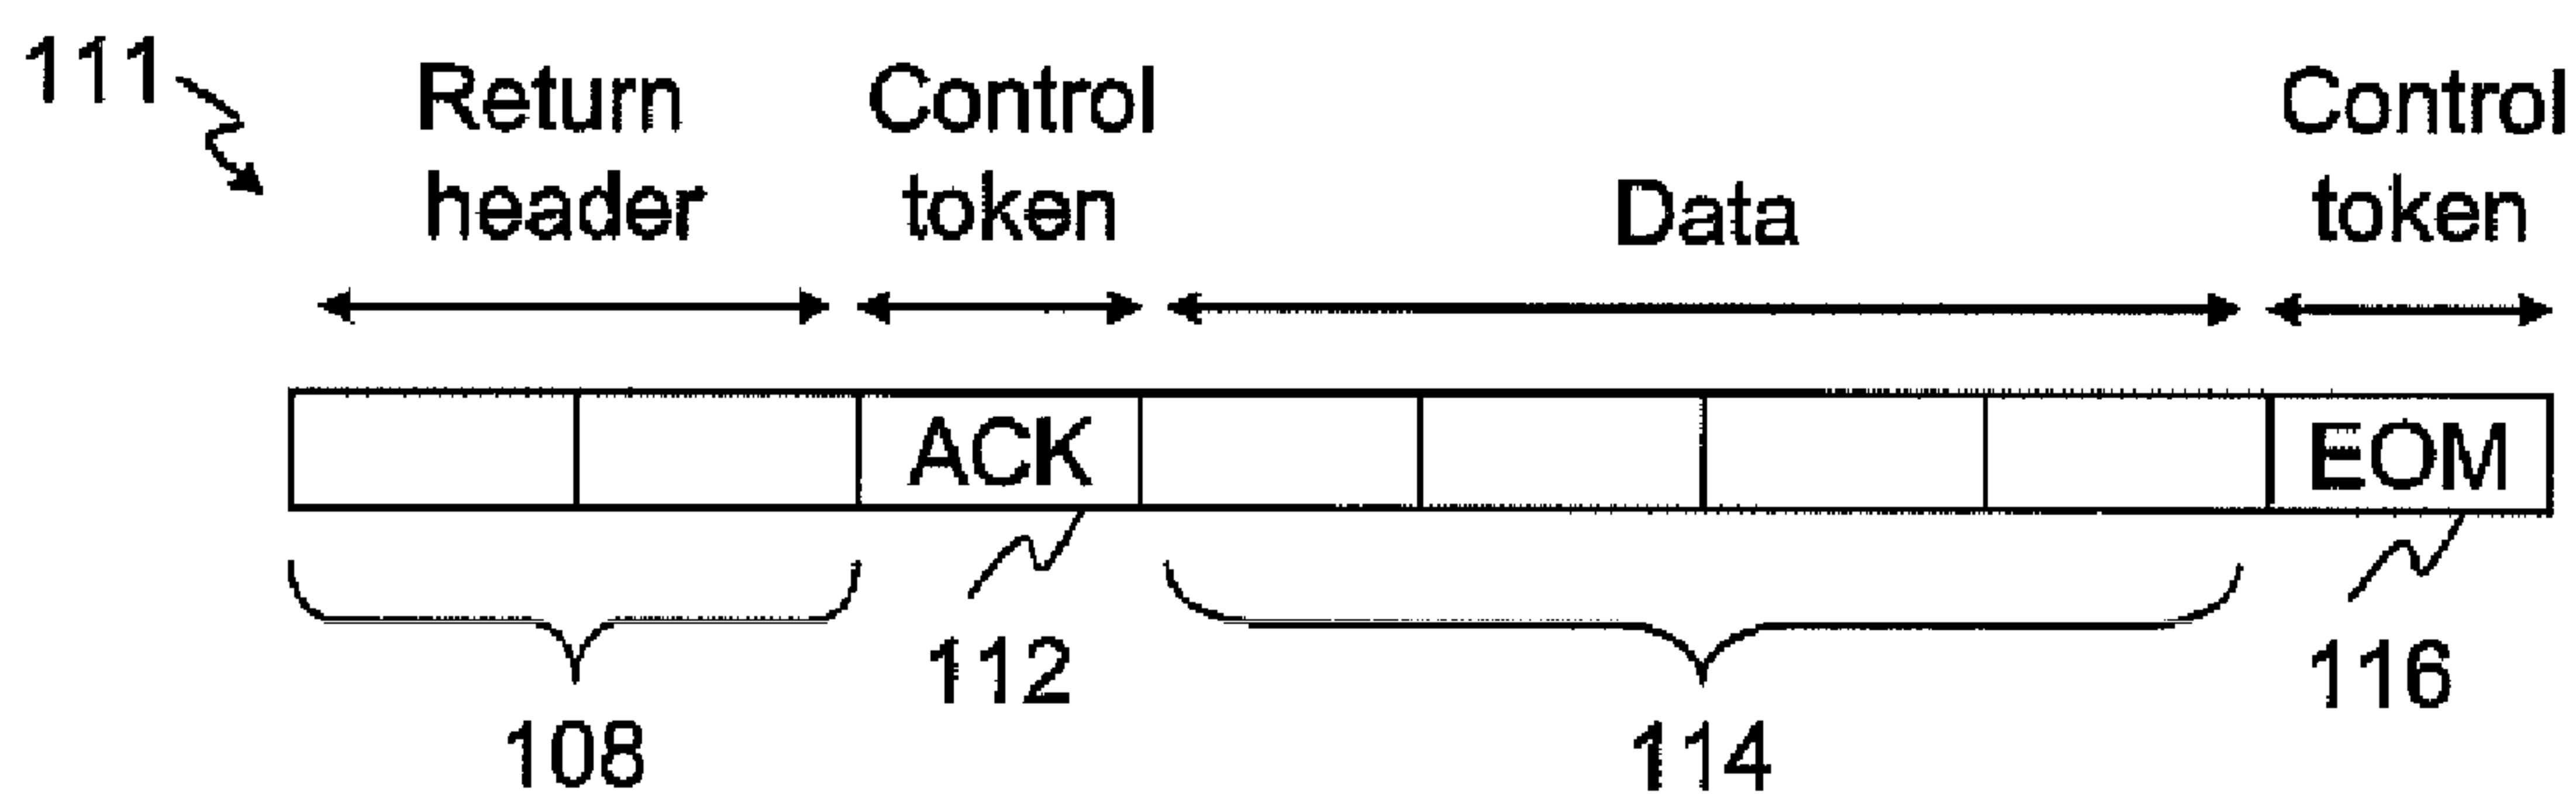 111
Return
header
Control
token
Data
Control
token
ACK
EOM
108
112
114
116